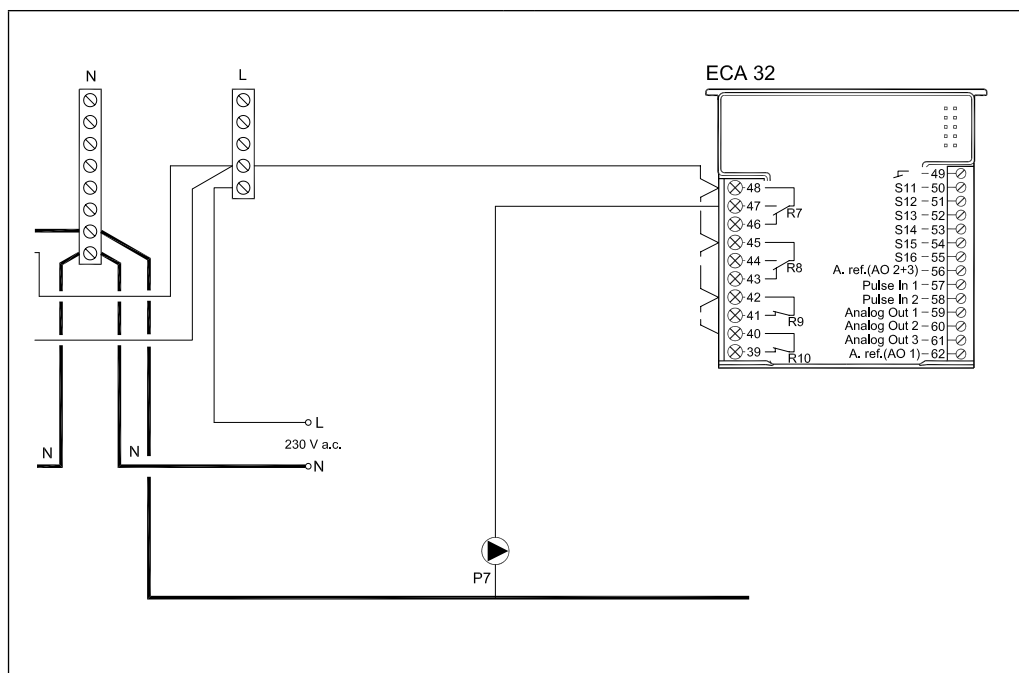 N
L
ECA 32
48
47
46
R7
45
44
43
R8
42
41
R9
40
39
R10
49
S11 – 50
S12 – 51
S13 – 52
S14 – 53
S15 – 54
S16 – 55
A. ref.(AO 2+3) – 56
Pulse In 1 – 57
Pulse In 2 – 58
Analog Out 1 – 59
Analog Out 2 – 60
Analog Out 3 – 61
A. ref.(AO 1) – 62
L
230 V a.c.
N
N
N
P7